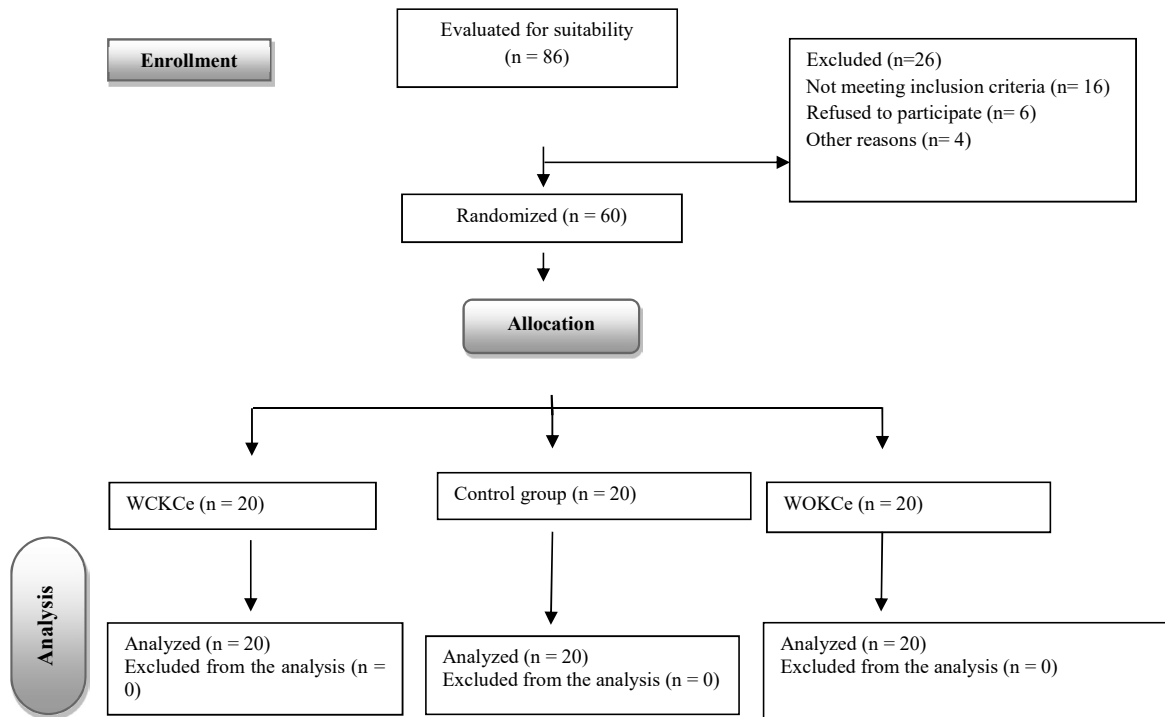 Evaluated for suitability
(n = 86)
Enrollment
Excluded (n=26)
Not meeting inclusion criteria (n= 16)
Refused to participate (n= 6)
Other reasons (n= 4)
Randomized (n = 60)
Allocation
WCKCe (n = 20)
Control group (n = 20)
WOKCe (n = 20)
Analysis
Analyzed (n = 20)
Excluded from the analysis (n =
0)
Analyzed (n = 20)
Excluded from the analysis (n = 0)
Analyzed (n = 20)
Excluded from the analysis (n = 0)